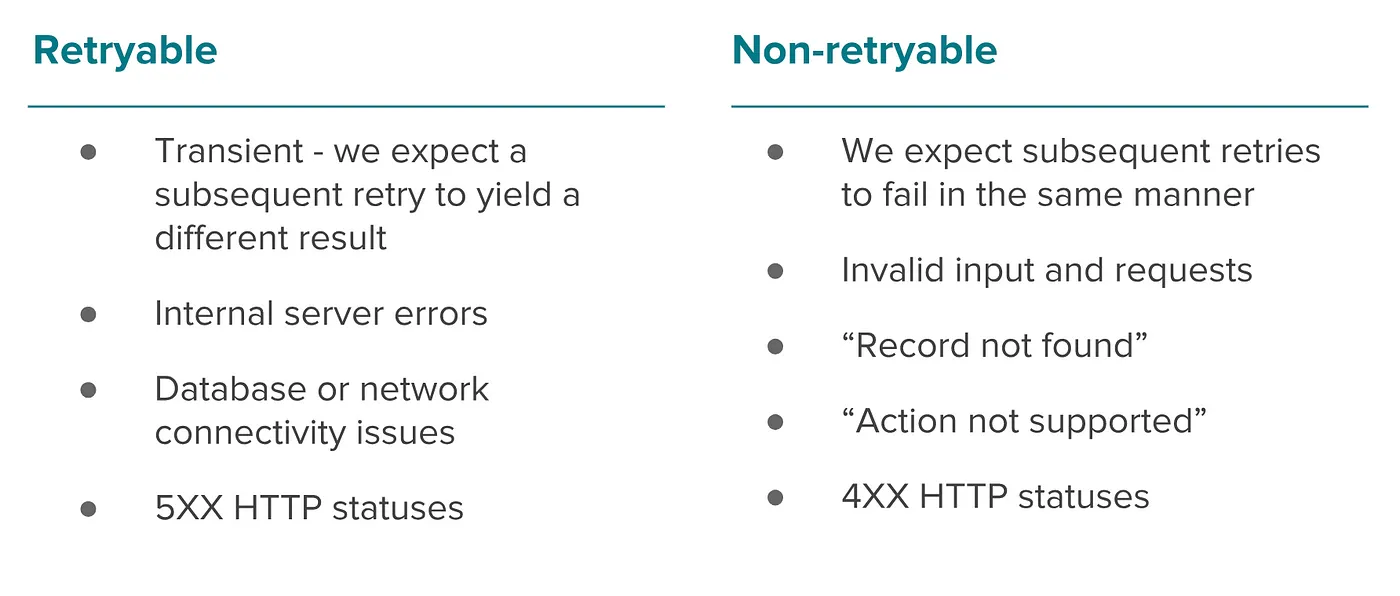 Retryable
● Transient - we expect a
subsequent retry to yield a
different result
● Internal server errors
● Database or network
connectivity issues
● 5XX HTTP statuses
Non-retryable
● We expect subsequent retries
to fail in the same manner
● Invalid input and requests
● “Record not found”
● “Action not supported”
● 4XX HTTP statuses